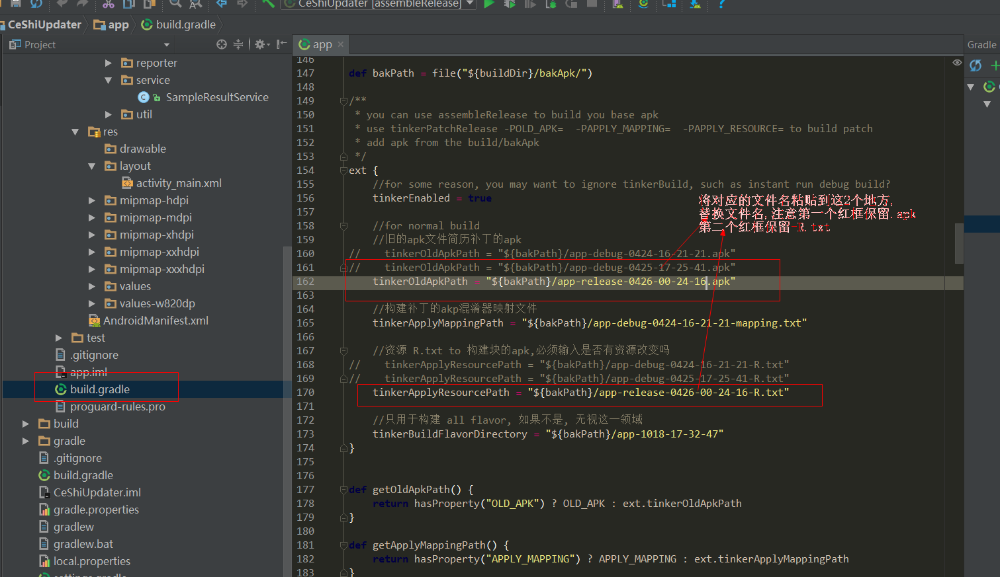 CeShiUpdater [assembleRelease]
CeShiUpdater
app
build.gradle
Project
app
Gradle
reporter
service
SampleResultService
util
res
drawable
layout
activity_main.xml
mipmap-hdpi
mipmap-mdpi
mipmap-xhdpi
mipmap-xxhdpi
mipmap-xxxhdpi
values
values-w820dp
AndroidManifest.xml
test
.gitignore
app.iml
build.gradle
proguard-rules.pro
build
gradle
.gitignore
build.gradle
CeShiUpdater.iml
gradle.properties
gradlew
gradlew.bat
local.properties
settings.gradle
146
147 def bakPath = file("${buildDir}/bakApk/")
148
149 /**
150 * you can use assembleRelease to build you base apk
151 * use tinkerPatchRelease -POLD_APK=  -PAPPLY_MAPPING=  -PAPPLY_RESOURCE= to build patch
152 * add apk from the build/bakApk
153 */
154 ext {
155 //for some reason, you may want to ignore tinkerBuild, such as instant run debug build?
156 tinkerEnabled = true
157
158 //for normal build
159 //旧的apk文件简历补丁的apk
160 // tinkerOldApkPath = "${bakPath}/app-debug-0424-16-21-21.apk"
161 // tinkerOldApkPath = "${bakPath}/app-debug-0425-17-25-41.apk"
162 tinkerOldApkPath = "${bakPath}/app-release-0426-00-24-16.apk"
163
164 //构建补丁的akp混淆器映射文件
165 tinkerApplyMappingPath = "${bakPath}/app-debug-0424-16-21-21-mapping.txt"
166
167 //资源 R.txt to 构建块的apk,必须输入是否有资源改变吗
168 // tinkerApplyResourcePath = "${bakPath}/app-debug-0424-16-21-21-R.txt"
169 // tinkerApplyResourcePath = "${bakPath}/app-debug-0425-17-25-41-R.txt"
170 tinkerApplyResourcePath = "${bakPath}/app-release-0426-00-24-16-R.txt"
171
172 //只用于构建 all flavor, 如果不是, 无视这一领域
173 tinkerBuildFlavorDirectory = "${bakPath}/app-1018-17-32-47"
174 }
175
176
177 def getOldApkPath() {
178 return hasProperty("OLD_APK") ? OLD_APK : ext.tinkerOldApkPath
179 }
180
181 def getApplyMappingPath() {
182 return hasProperty("APPLY_MAPPING") ? APPLY_MAPPING : ext.tinkerApplyMappingPath
183 }
将对应的文件名粘贴到这2个地方,
替换文件名,注意第一个红框保留.apk
第二个红框保留-R.txt